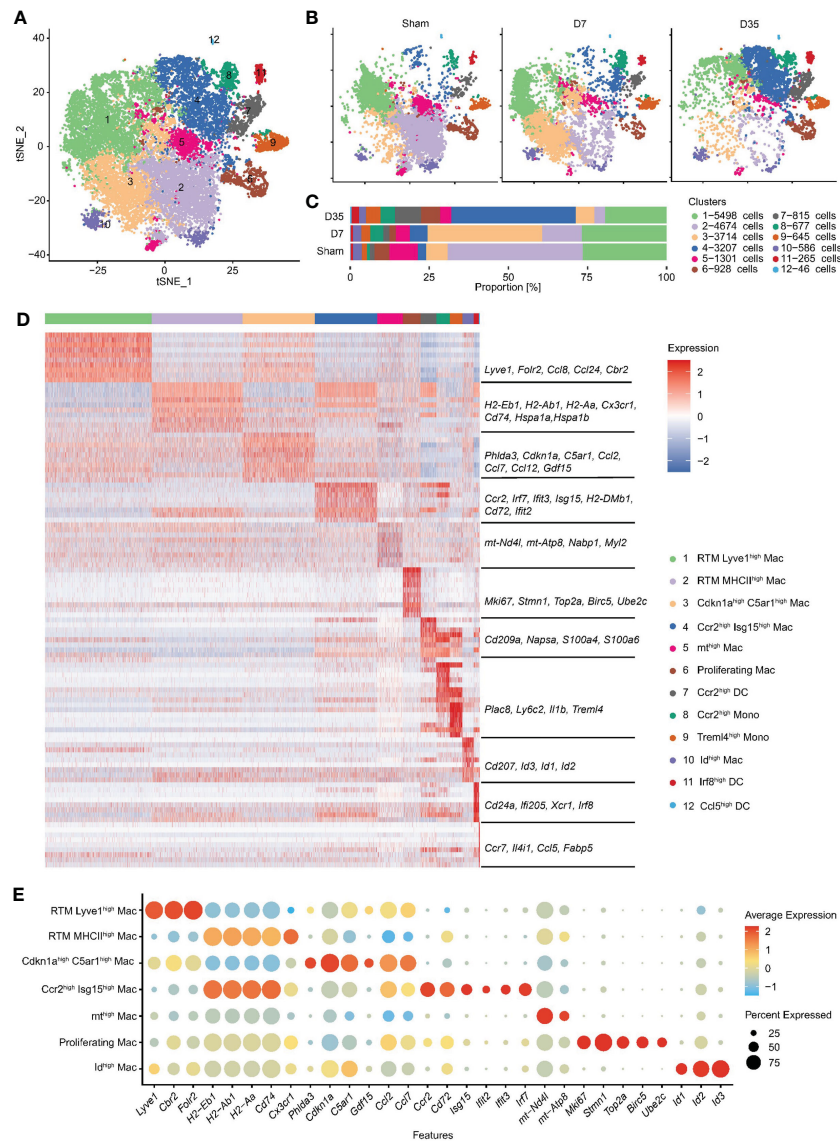 A
12
40
8
11
20
4
7
1
tSNE_2
0
5
9
3
2
6
−20
10
−40
−25
0
25
tSNE_1
B
Sham
D7
D35
C
D35
D7
Sham
0
25
50
75
100
Proportion [%]
Clusters
1−5498 cells
2−4674 cells
3−3714 cells
4−3207 cells
5−1301 cells
6−928 cells
7−815 cells
8−677 cells
9−645 cells
10−586 cells
11−265 cells
12−46 cells
D
Lyve1, Folr2, Ccl8, Ccl24, Cbr2
H2-Eb1, H2-Ab1, H2-Aa, Cx3cr1,
Cd74, Hspa1a,Hspa1b
Phlda3, Cdkn1a, C5ar1, Ccl2,
Ccl7, Ccl12, Gdf15
Ccr2, Irf7, Ifit3, Isg15, H2-DMb1,
Cd72, Ifit2
mt-Nd4l, mt-Atp8, Nabp1, Myl2
Mki67, Stmn1, Top2a, Birc5, Ube2c
Cd209a, Napsa, S100a4, S100a6
Plac8, Ly6c2, Il1b, Treml4
Cd207, Id3, Id1, Id2
Cd24a, Ifi205, Xcr1, Irf8
Ccr7, Il4i1, Ccl5, Fabp5
Expression
2
1
0
−1
−2
1 RTM Lyve1high Mac
2 RTM MHCIIhigh Mac
3 Cdkn1ahigh C5ar1high Mac
4 Ccr2high Isg15high Mac
5 mthigh Mac
6 Proliferating Mac
7 Ccr2high DC
8 Ccr2high Mono
9 Treml4high Mono
10 Idhigh Mac
11 Irf8high DC
12 Ccl5high DC
E
RTM Lyve1high Mac
RTM MHCIIhigh Mac
Cdkn1ahigh C5ar1high Mac
Ccr2high Isg15high Mac
mthigh Mac
Proliferating Mac
Idhigh Mac
Lyve1
Cbr2
Folr2
H2−Eb1
H2−Ab1
H2−Aa
Cd74
Cx3cr1
Phlda3
Cdkn1a
C5ar1
Gdf15
Ccl2
Ccl7
Ccr2
Cd72
Isg15
Ifit2
Ifit3
Irf7
mt−Nd4l
mt−Atp8
Mki67
Stmn1
Top2a
Birc5
Ube2c
Id1
Id2
Id3
Features
Average Expression
2
1
0
−1
Percent Expressed
25
50
75